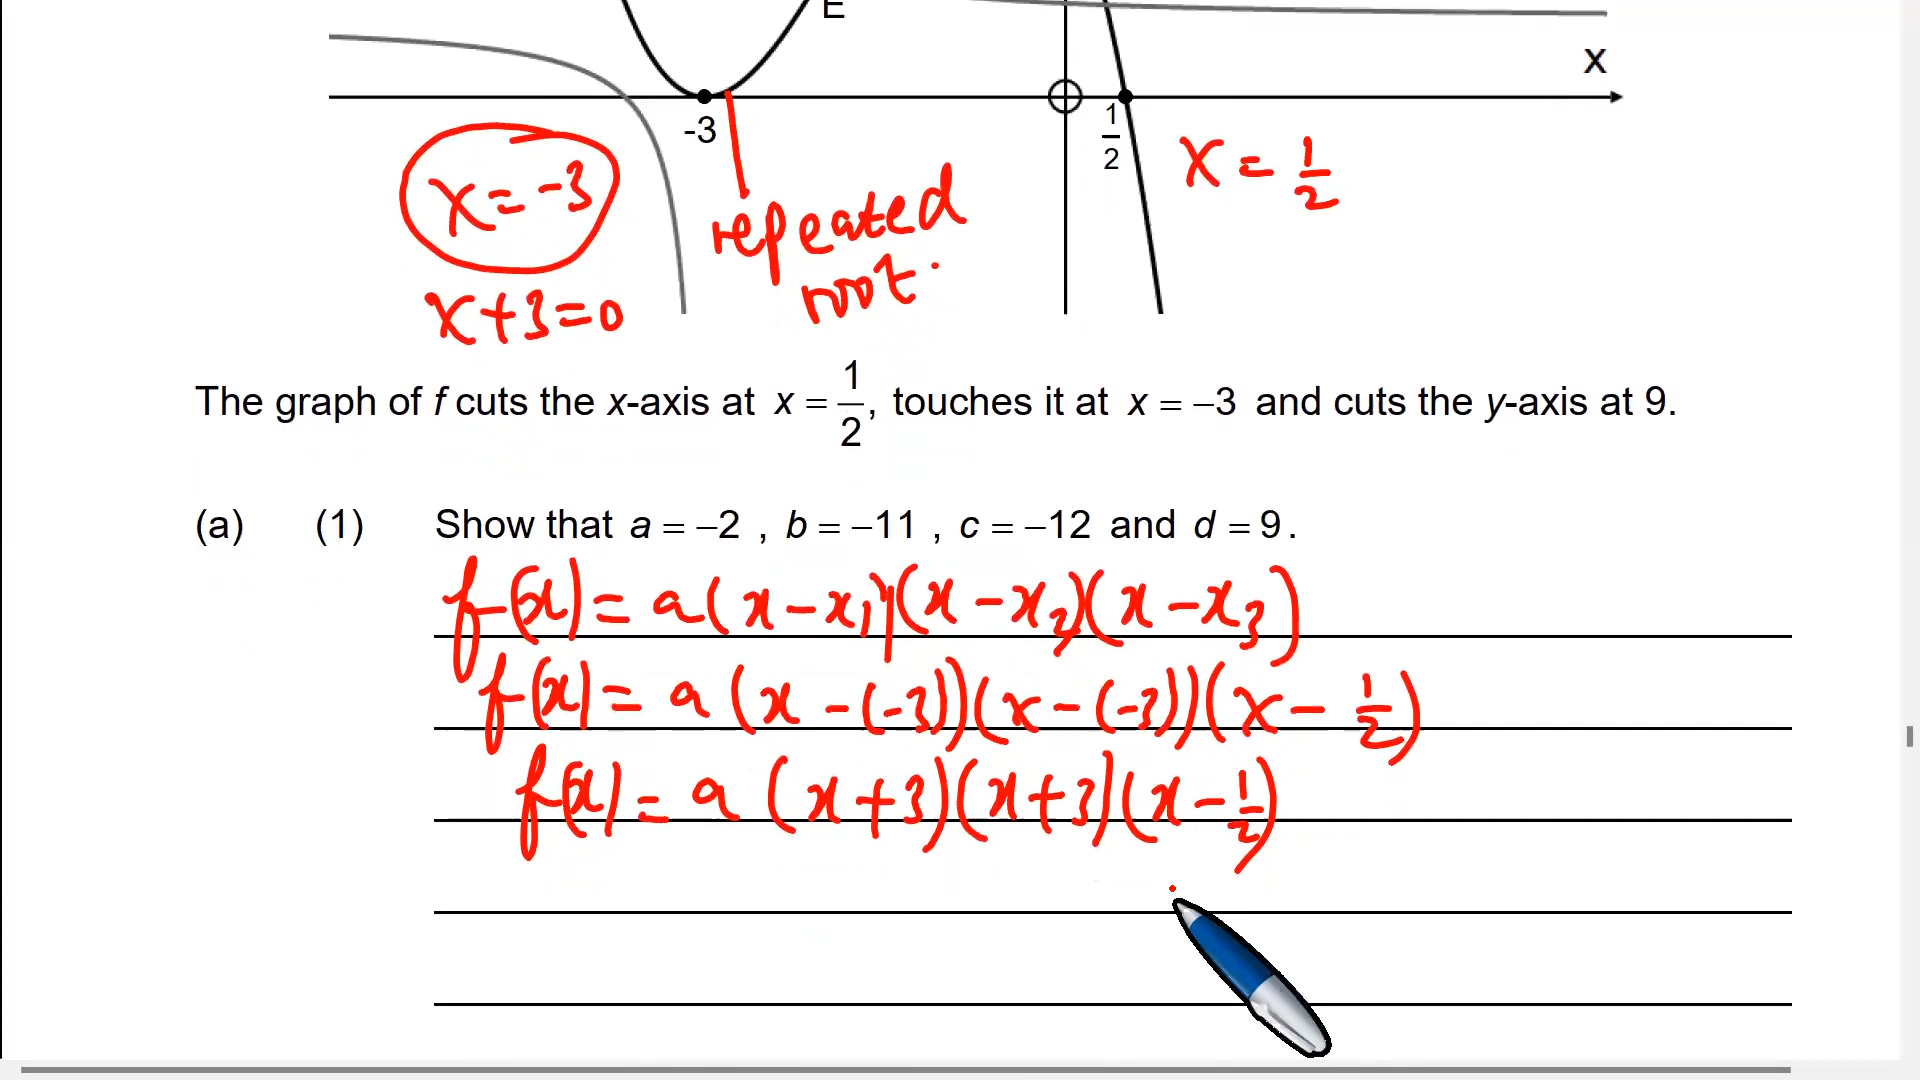 E
X
-3
1/2
x = -3
x+3=0
repeated
root.
x = 1/2
The graph of f cuts the x-axis at x = 1/2, touches it at x = −3 and cuts the y-axis at 9.
(a) (1) Show that a = −2 , b = −11 , c = −12 and d = 9 .
f(x) = a(x-x₁)(x-x₂)(x-x₃)
f(x) = a(x-(-3))(x-(-3))(x-1/2)
f(x) = a(x+3)(x+3)(x-1/2)